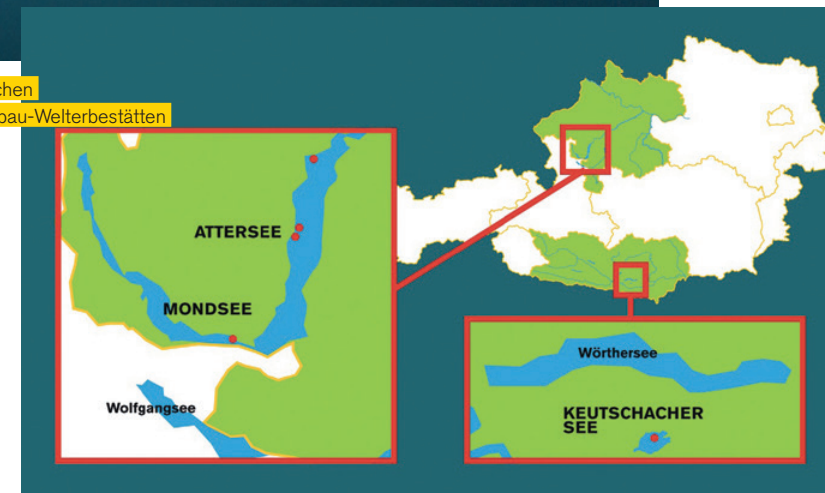 chen
bau-Welterbestätten
ATTERSEE
MONDSEE
Wolfgangsee
Wörthersee
KEUTSCHACHER
SEE